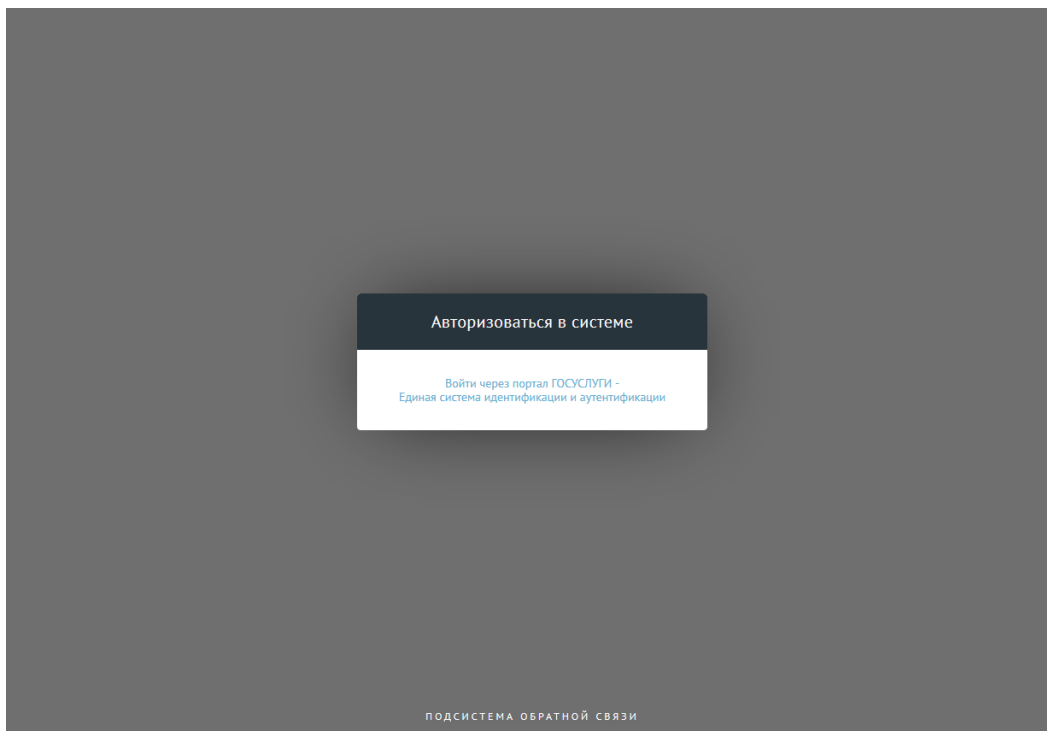 Авторизоваться в системе
Войти через портал ГОСУСЛУГИ -
Единая система идентификации и аутентификации
ПОДСИСТЕМА ОБРАТНОЙ СВЯЗИ